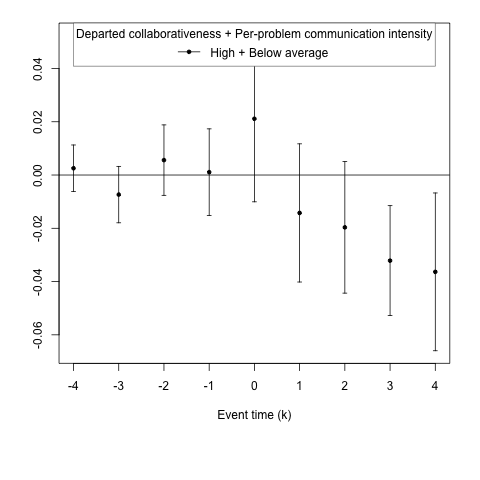 Departed collaborativeness + Per-problem communication intensity
High + Below average
0.04
0.02
0.00
-0.02
-0.04
-0.06
-4 -3 -2 -1 0 1 2 3 4
Event time (k)